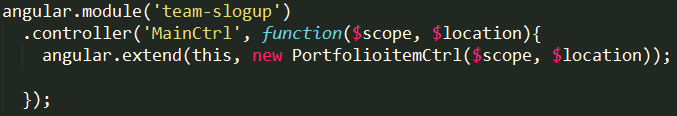 angular.module('team-slogup')
.controller('MainCtrl', function($scope, $location){
angular.extend(this, new PortfolioitemCtrl($scope, $location));
});